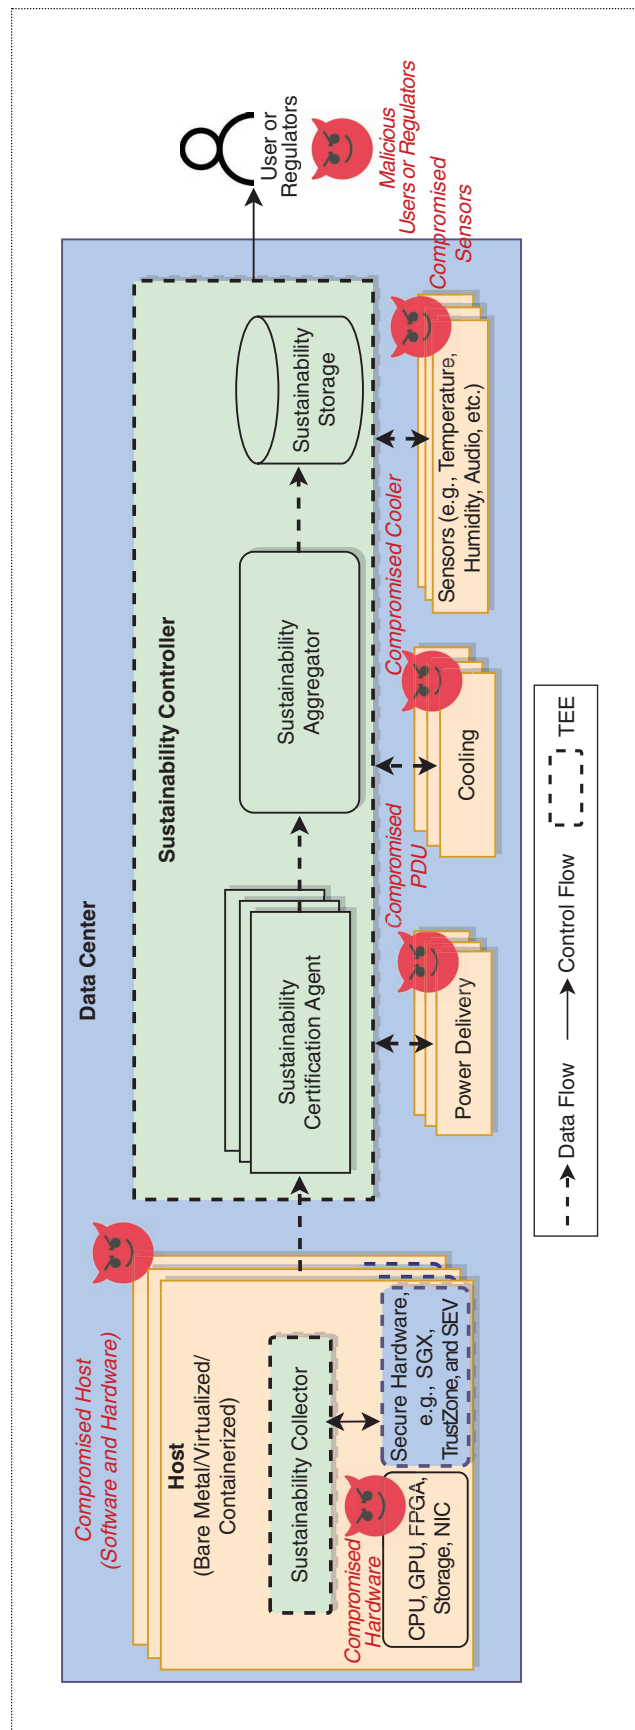 Data Center
Compromised Host
(Software and Hardware)
Host
(Bare Metal/Virtualized/
Containerized)
Sustainability Collector
Compromised
Hardware
CPU, GPU, FPGA,
Storage, NIC
Secure Hardware,
e.g., SGX,
TrustZone, and SEV
Sustainability Controller
Sustainability
Certification Agent
Sustainability
Aggregator
Sustainability
Storage
Compromised
PDU
Power Delivery
Compromised Cooler
Cooling
Compromised
Sensors
Sensors (e.g., Temperature,
Humidity, Audio, etc.)
User or
Regulators
Malicious
Users or Regulators
Data Flow
Control Flow
TEE